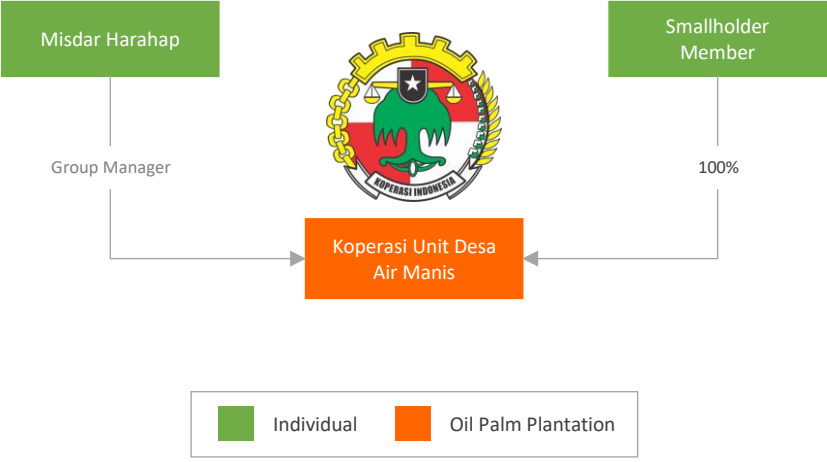 Misdar Harahap
Smallholder
Member
KOPERASI INDONESIA
Group Manager
100%
Koperasi Unit Desa
Air Manis
Individual
Oil Palm Plantation